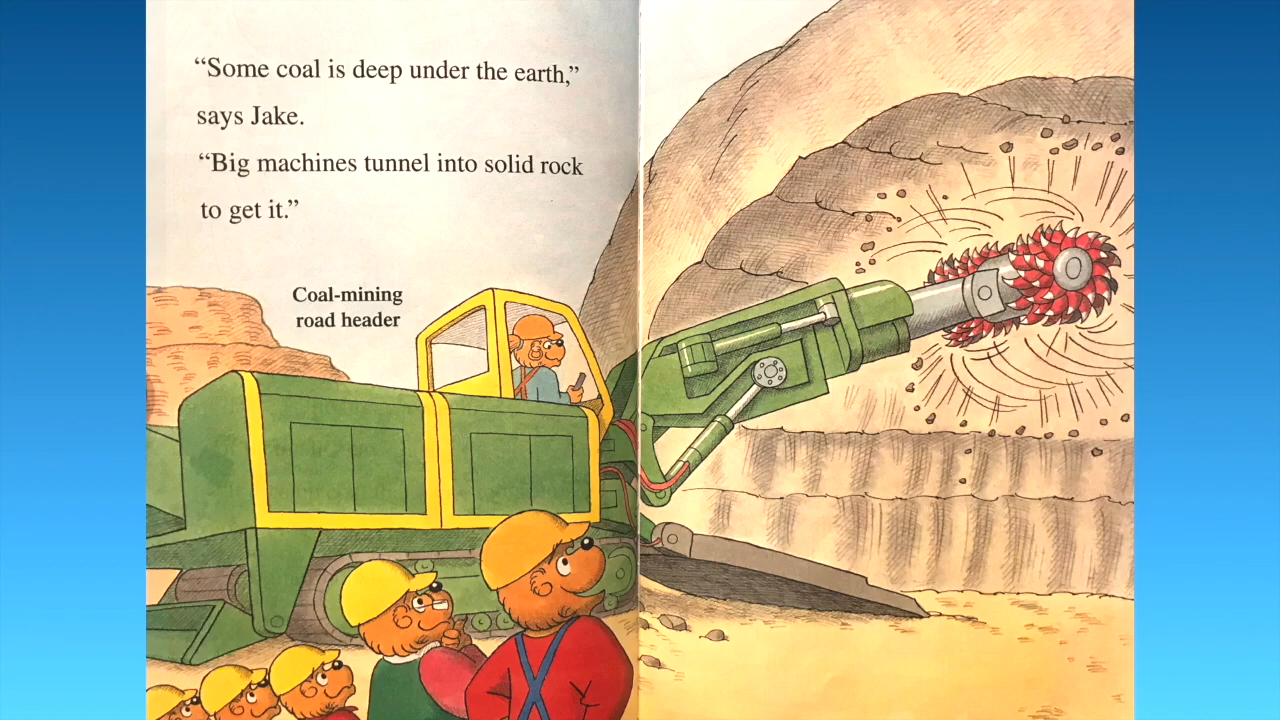 “Some coal is deep under the earth,”
says Jake.
“Big machines tunnel into solid rock
to get it.”
Coal-mining
road header